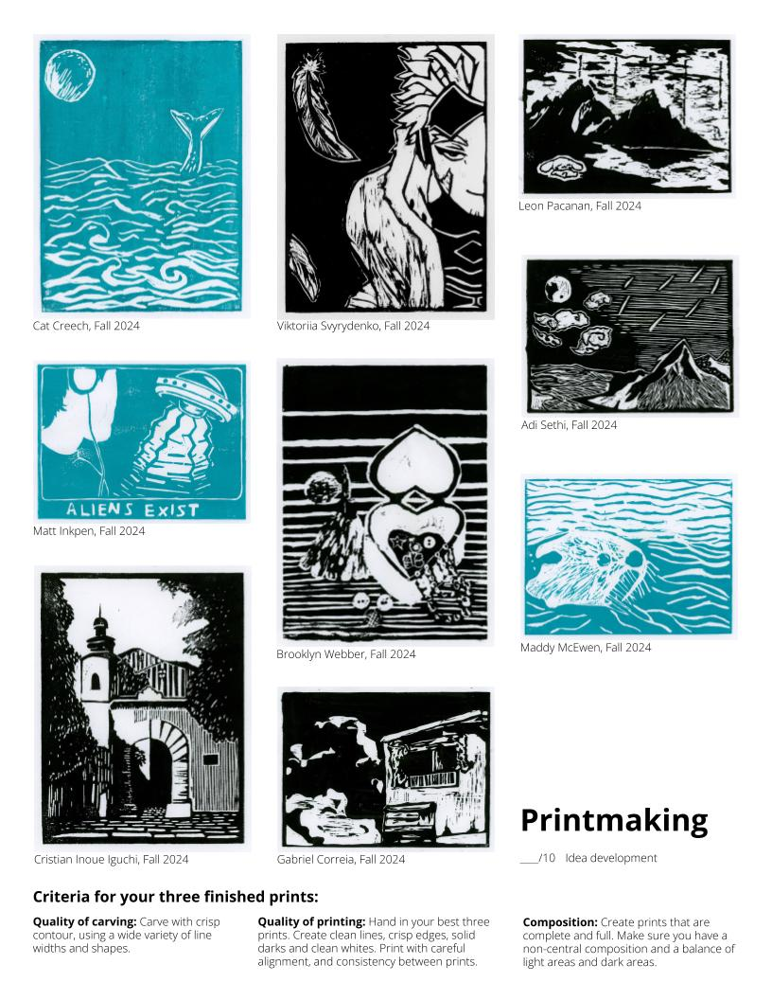 Cat Creech, Fall 2024
Viktoriia Svyrydenko, Fall 2024
Leon Pacanan, Fall 2024
Adi Sethi, Fall 2024
ALIENS EXIST
Matt Inkpen, Fall 2024
Brooklyn Webber, Fall 2024
Maddy McEwen, Fall 2024
Cristian Inoue Iguchi, Fall 2024
Gabriel Correia, Fall 2024
Printmaking
___/10 Idea development
Criteria for your three finished prints:
Quality of carving: Carve with crisp
contour, using a wide variety of line
widths and shapes.
Quality of printing: Hand in your best three
prints. Create clean lines, crisp edges, solid
darks and clean whites. Print with careful
alignment, and consistency between prints.
Composition: Create prints that are
complete and full. Make sure you have a
non-central composition and a balance of
light areas and dark areas.